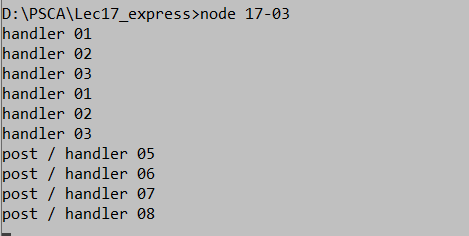 D:\PSCA\Lec17_express>node 17-03
handler 01
handler 02
handler 03
handler 01
handler 02
handler 03
post / handler 05
post / handler 06
post / handler 07
post / handler 08